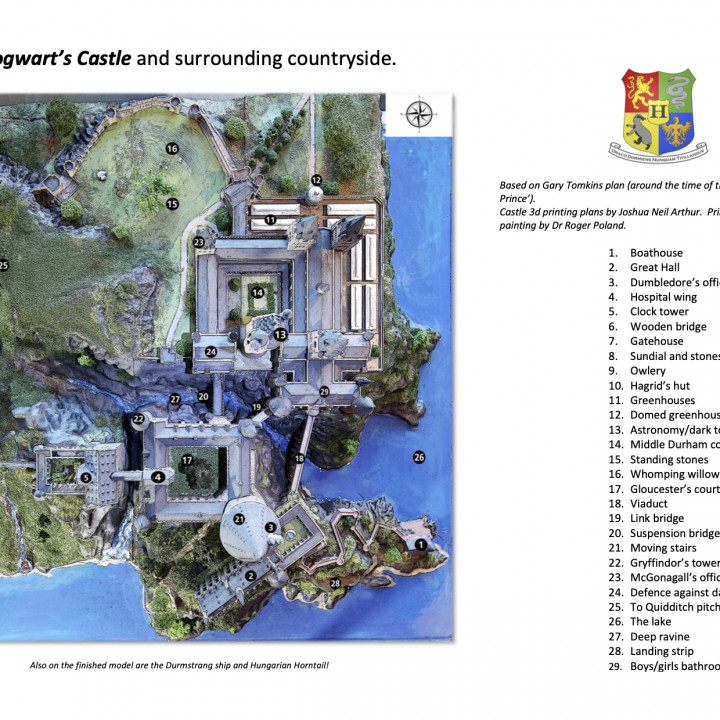 ogwart's Castle and surrounding countryside.
Based on Gary Tomkins plan (around the time of t
Prince').
Castle 3d printing plans by Joshua Neil Arthur. Pri
painting by Dr Roger Poland.
H
DRACO DORMIENS NUNQUAM TITILLANDUS
16
12
15
11
23
25
14
13
24
27
20
29
19
22
18
17
26
5
4
21
3
1
2
28
1. Boathouse
2. Great Hall
3. Dumbledore's offi
4. Hospital wing
5. Clock tower
6. Wooden bridge
7. Gatehouse
8. Sundial and stones
9. Owlery
10. Hagrid's hut
11. Greenhouses
12. Domed greenhous
13. Astronomy/dark to
14. Middle Durham co
15. Standing stones
16. Whomping willow
17. Gloucester's court
18. Viaduct
19. Link bridge
20. Suspension bridge
21. Moving stairs
22. Gryffindor's tower
23. McGonagall's offic
24. Defence against da
25. To Quidditch pitch
26. The lake
27. Deep ravine
28. Landing strip
29. Boys/girls bathroo
Also on the finished model are the Durmstrang ship and Hungarian Horntail!